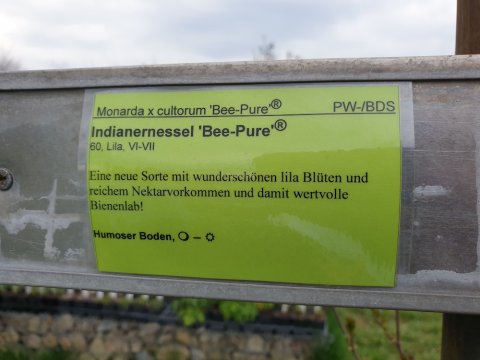 Monarda x cultorum 'Bee-Pure'® PW-/BDS
Indianernessel 'Bee-Pure'®
60, Lila, VI-VII
Eine neue Sorte mit wunderschönen lila Blüten und
reichem Nektarvorkommen und damit wertvolle
Bienenlab!
Humoser Boden, ❍ – ☼